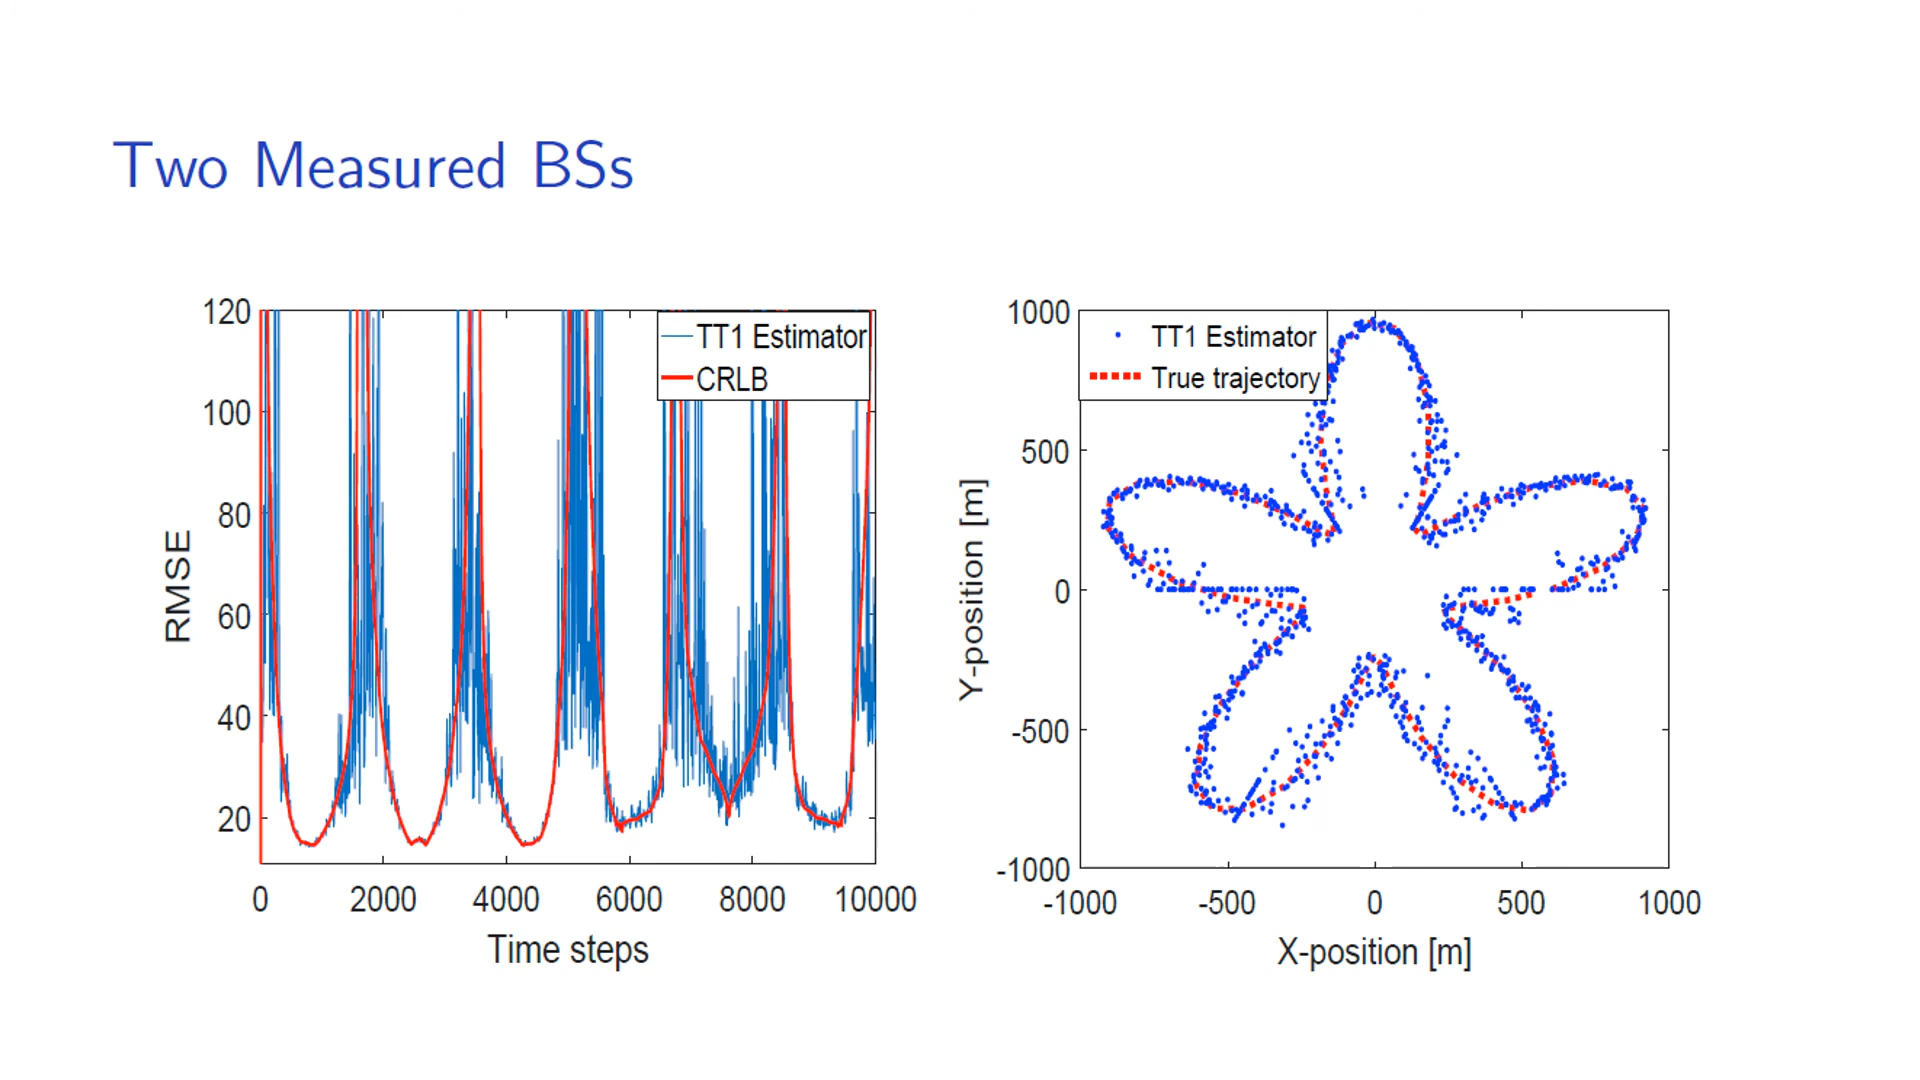 Two Measured BSs
120
100
80
60
40
20
RMSE
0 2000 4000 6000 8000 10000
Time steps
TT1 Estimator
CRLB
1000
500
0
-500
-1000
Y-position [m]
-1000 -500 0 500 1000
X-position [m]
TT1 Estimator
True trajectory